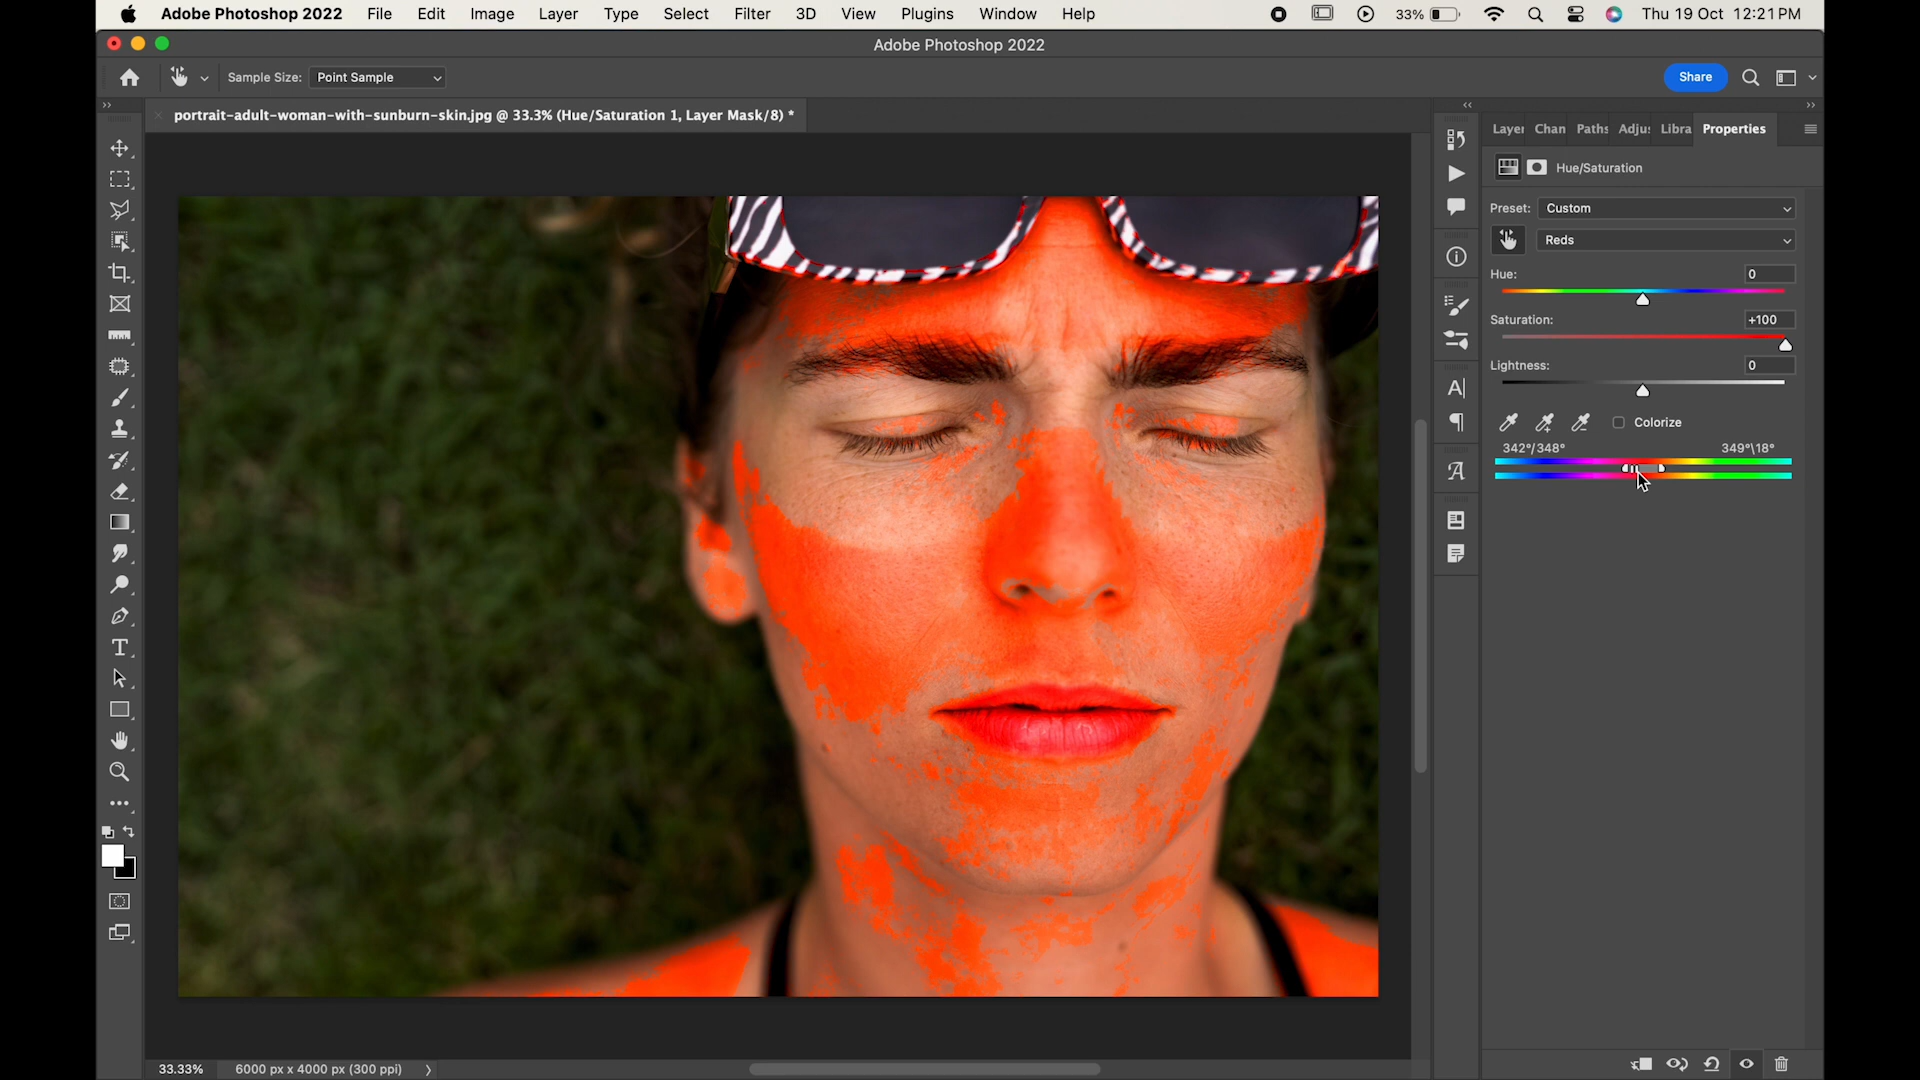 Adobe Photoshop 2022 File Edit Image Layer Type Select Filter 3D View Plugins Window Help 33% Thu 19 Oct 12:21 PM
Adobe Photoshop 2022
Sample Size: Point Sample Share
portrait-adult-woman-with-sunburn-skin.jpg @ 33.3% (Hue/Saturation 1, Layer Mask/8) *
Layer Chan Paths Adju: Libra Properties
Hue/Saturation
Preset: Custom
Reds
Hue: 0
Saturation: +100
Lightness: 0
Colorize
342°/348° 349°\18°
33.33% 6000 px x 4000 px (300 ppi)